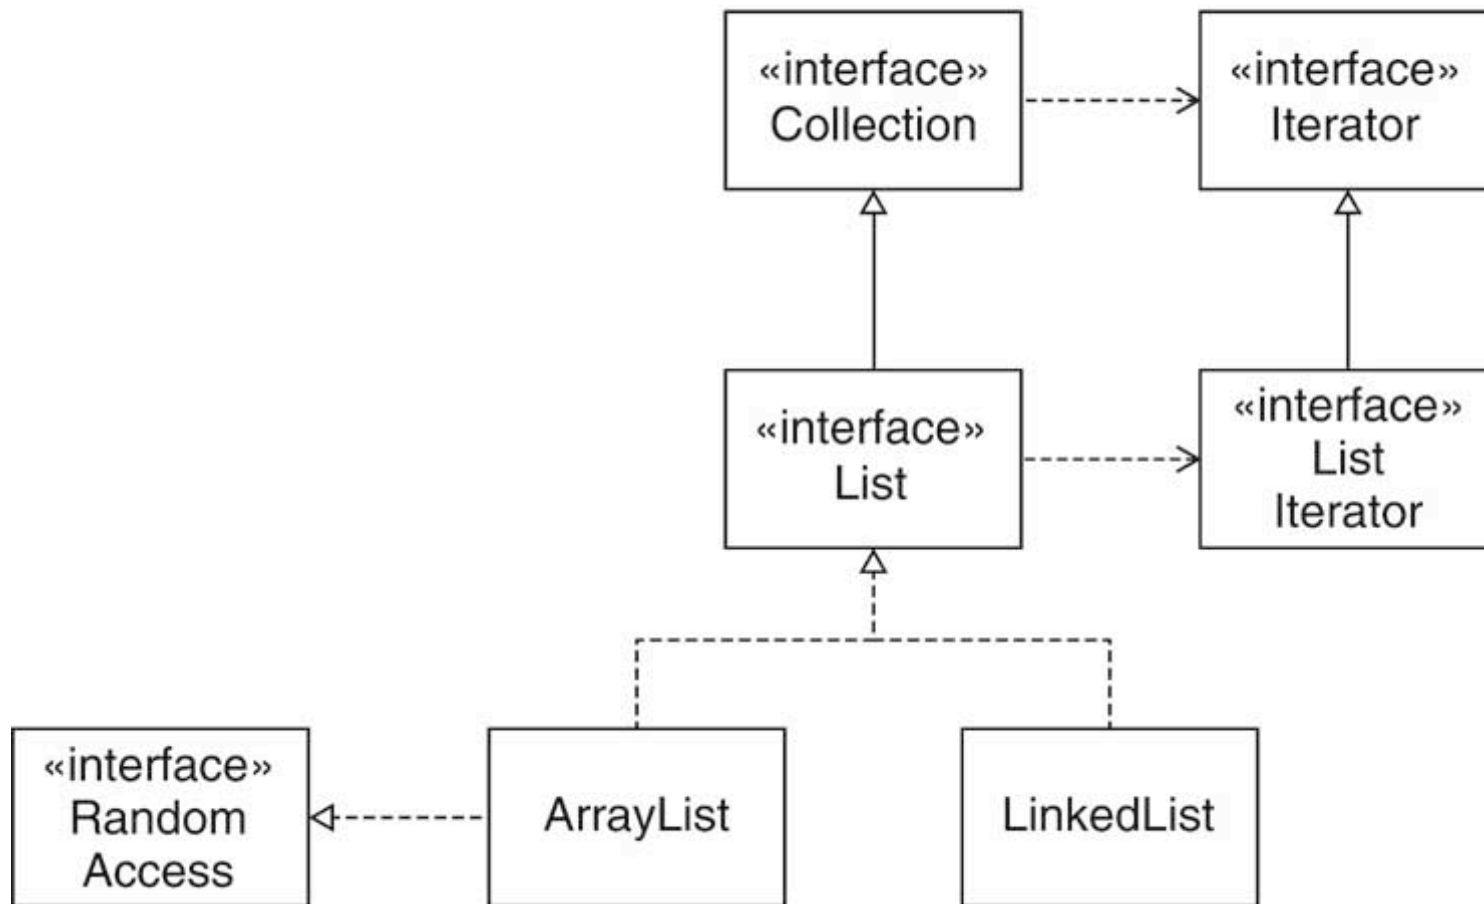 «interface»
Collection
«interface»
Iterator
«interface»
List
«interface»
List
Iterator
«interface»
Random
Access
ArrayList
LinkedList